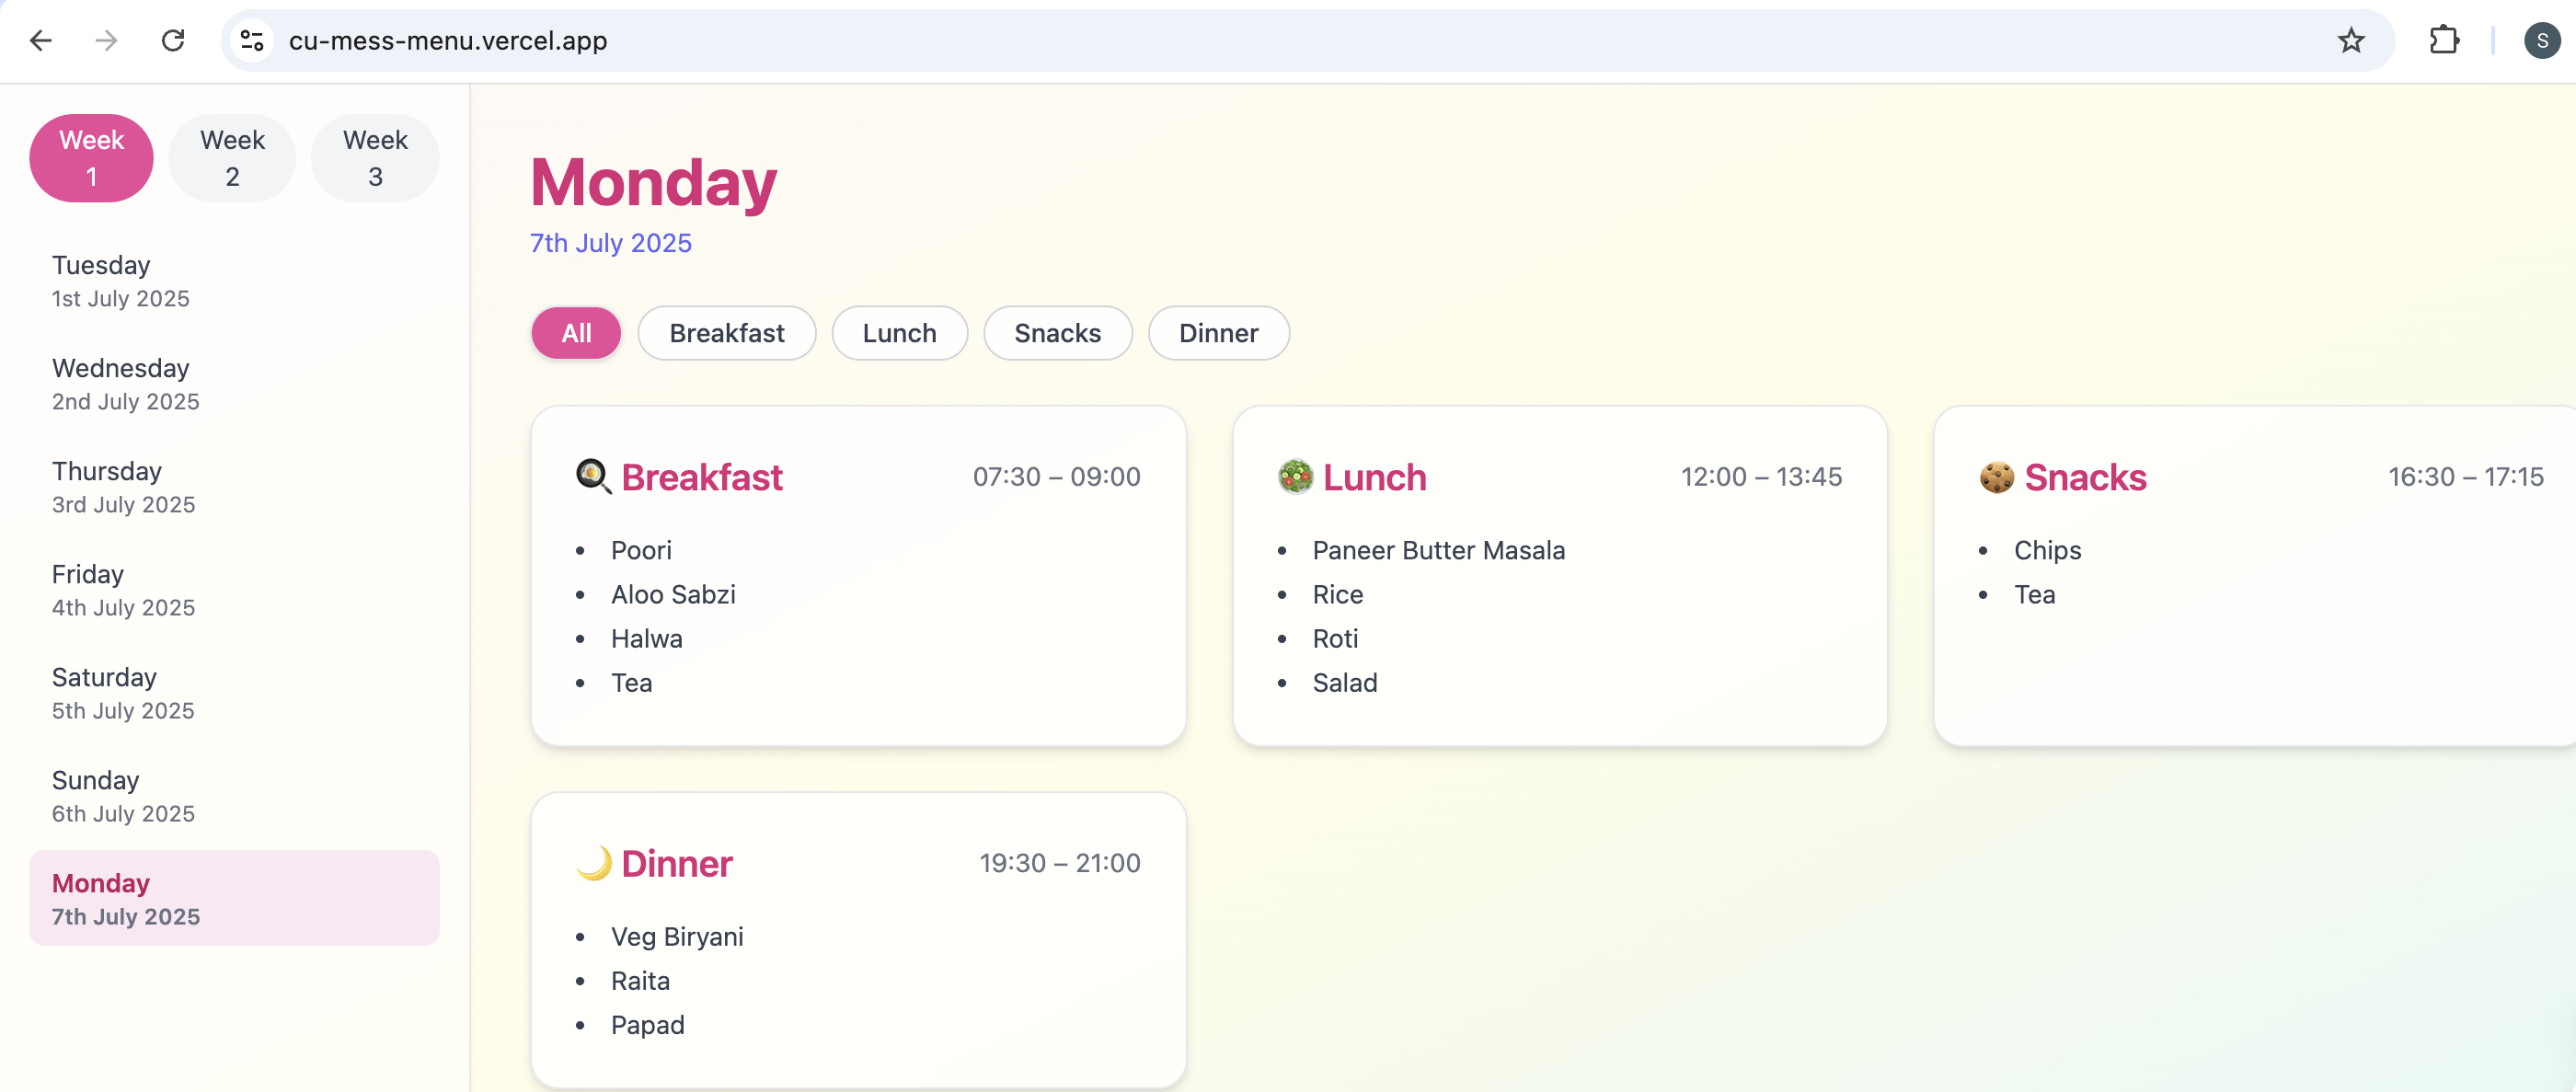 cu-mess-menu.vercel.app
S
Week
1
Week
2
Week
3
Tuesday
1st July 2025
Wednesday
2nd July 2025
Thursday
3rd July 2025
Friday
4th July 2025
Saturday
5th July 2025
Sunday
6th July 2025
Monday
7th July 2025
Monday
7th July 2025
All Breakfast Lunch Snacks Dinner
Breakfast 07:30 – 09:00
• Poori
• Aloo Sabzi
• Halwa
• Tea
Lunch 12:00 – 13:45
• Paneer Butter Masala
• Rice
• Roti
• Salad
Snacks 16:30 – 17:15
• Chips
• Tea
Dinner 19:30 – 21:00
• Veg Biryani
• Raita
• Papad